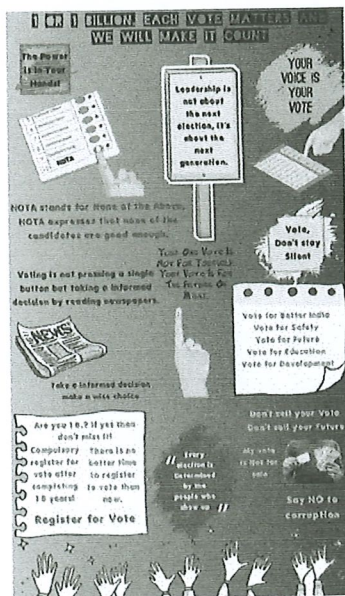 1 OR 1 BILLION, EACH VOTE MATTERS AND
WE WILL MAKE IT COUNT
The Power
is in Your
Hands!
NOTA
Leadership is
not about
the next
election, it's
about the
next
generation.
YOUR
VOICE IS
YOUR
VOTE
NOTA stands for None of the Above,
NOTA expresses that none of the
candidates are good enough.
Vote,
Don't stay
Silent
Voting is not pressing a single
button but taking a informed
decision by reading newspapers.
Your One Vote Is
Not For Yourself
Your Vote Is For
The Future Of
NEWS
Take a informed decision
make a wise choice
Vote for Better India
Vote for Safety
Vote for Future
Vote for Education
Vote for Development
Are you 18.? If yes then
don't miss it!
Compulsory
register for
vote after
completing
18 years!
There is no
better time
to register
to vote than
now.
Register for Vote
"Every
election is
Determined
by the
people who
show up "
Don't sell your Vote
Don't sell your Future
My vote
is Not for
sale
Say NO to
corruption